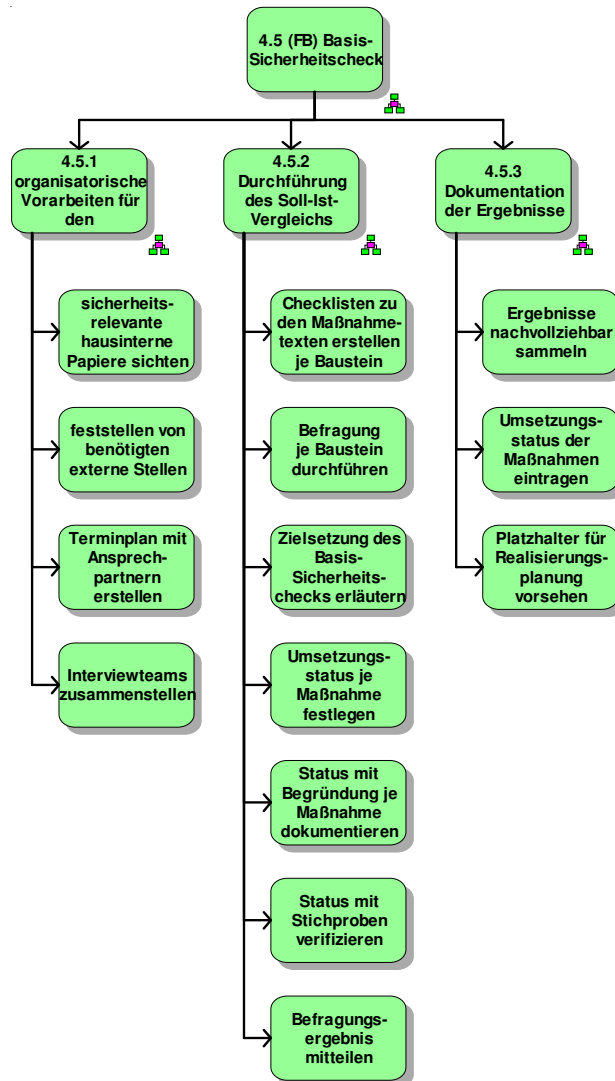 4.5 (FB) Basis-
Sicherheitscheck
4.5.1
organisatorische
Vorarbeiten für
den
sicherheits-
relevante
hausinterne
Papiere sichten
feststellen von
benötigten
externe Stellen
Terminplan mit
Ansprech-
partnern
erstellen
Interviewteams
zusammenstellen
4.5.2
Durchführung
des Soll-Ist-
Vergleichs
Checklisten zu
den Maßnahme-
texten erstellen
je Baustein
Befragung
je Baustein
durchführen
Zielsetzung des
Basis-
Sicherheits-
checks erläutern
Umsetzungs-
status je
Maßnahme
festlegen
Status mit
Begründung je
Maßnahme
dokumentieren
Status mit
Stichproben
verifizieren
Befragungs-
ergebnis
mitteilen
4.5.3
Dokumentation
der Ergebnisse
Ergebnisse
nachvollziehbar
sammeln
Umsetzungs-
status der
Maßnahmen
eintragen
Platzhalter für
Realisierungs-
planung
vorsehen